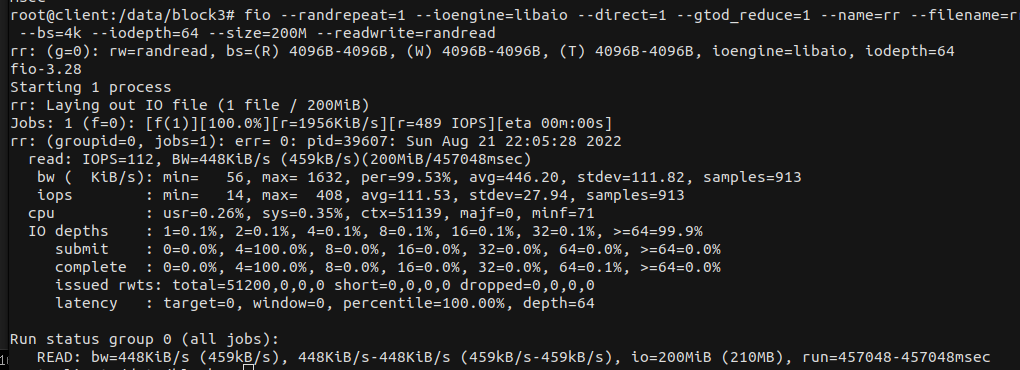 root@client:/data/block3# fio --randrepeat=1 --ioengine=libaio --direct=1 --gtod_reduce=1 --name=rr --filename=r
 --bs=4k --iodepth=64 --size=200M --readwrite=randread
rr: (g=0): rw=randread, bs=(R) 4096B-4096B, (W) 4096B-4096B, (T) 4096B-4096B, ioengine=libaio, iodepth=64
fio-3.28
Starting 1 process
rr: Laying out IO file (1 file / 200MiB)
Jobs: 1 (f=0): [f(1)][100.0%][r=1956KiB/s][r=489 IOPS][eta 00m:00s]
rr: (groupid=0, jobs=1): err= 0: pid=39607: Sun Aug 21 22:05:28 2022
  read: IOPS=112, BW=448KiB/s (459kB/s)(200MiB/457048msec)
   bw (  KiB/s): min=   56, max= 1632, per=99.53%, avg=446.20, stdev=111.82, samples=913
   iops        : min=   14, max=  408, avg=111.53, stdev=27.94, samples=913
  cpu          : usr=0.26%, sys=0.35%, ctx=51139, majf=0, minf=71
  IO depths    : 1=0.1%, 2=0.1%, 4=0.1%, 8=0.1%, 16=0.1%, 32=0.1%, >=64=99.9%
     submit    : 0=0.0%, 4=100.0%, 8=0.0%, 16=0.0%, 32=0.0%, 64=0.0%, >=64=0.0%
     complete  : 0=0.0%, 4=100.0%, 8=0.0%, 16=0.0%, 32=0.0%, 64=0.1%, >=64=0.0%
     issued rwts: total=51200,0,0,0 short=0,0,0,0 dropped=0,0,0,0
     latency   : target=0, window=0, percentile=100.00%, depth=64

Run status group 0 (all jobs):
   READ: bw=448KiB/s (459kB/s), 448KiB/s-448KiB/s (459kB/s-459kB/s), io=200MiB (210MB), run=457048-457048msec